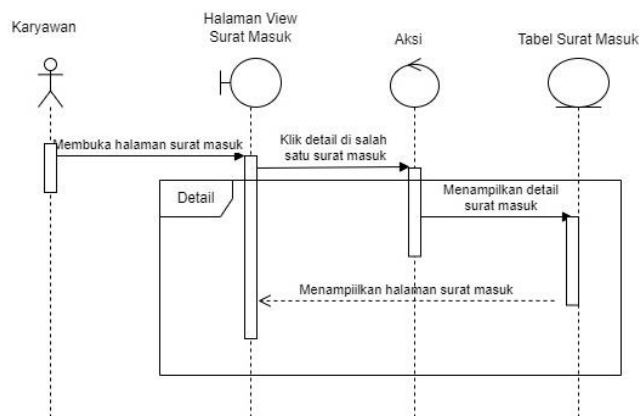 Karyawan
Halaman View
Surat Masuk
Aksi
Tabel Surat Masuk
Membuka halaman surat masuk
Klik detail di salah
satu surat masuk
Detail
Menampilkan detail
surat masuk
Menampiilkan halaman surat masuk